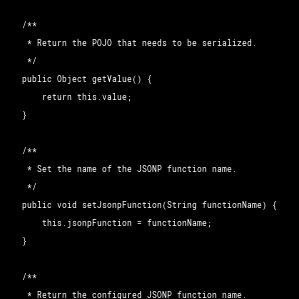 /**
 * Return the POJO that needs to be serialized.
 */
public Object getValue() {
    return this.value;
}
/**
 * Set the name of the JSONP function name.
 */
public void setJsonpFunction(String functionName) {
    this.jsonpFunction = functionName;
}
/**
 * Return the configured JSONP function name.